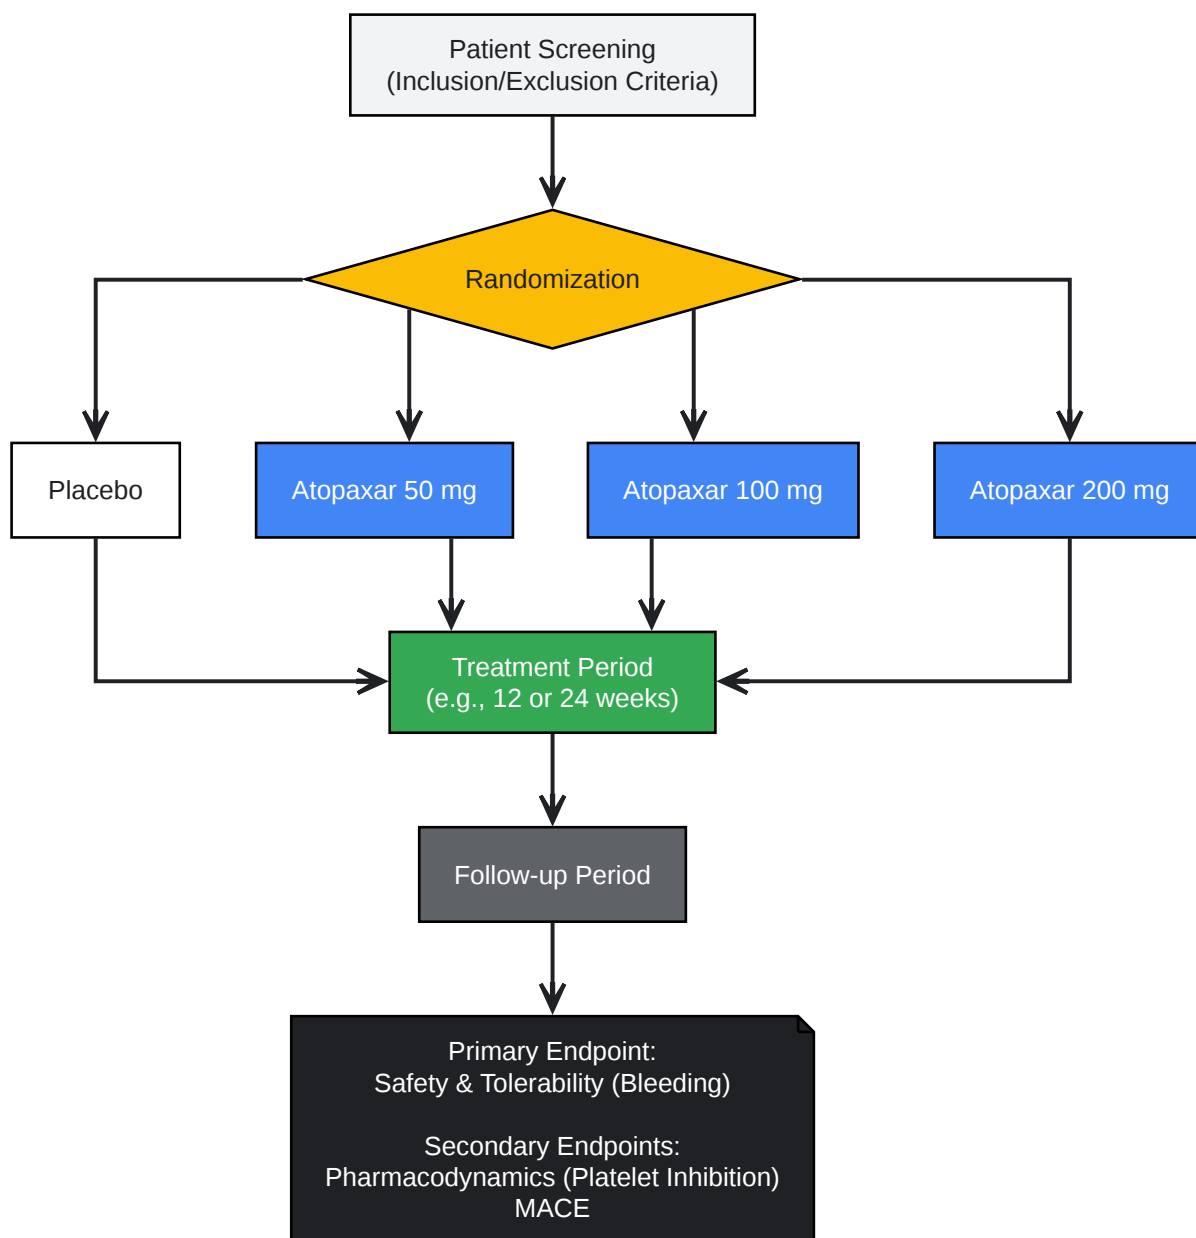 Patient Screening
(Inclusion/Exclusion Criteria)
Randomization
Placebo
Atopaxar 50 mg
Atopaxar 100 mg
Atopaxar 200 mg
Treatment Period
(e.g., 12 or 24 weeks)
Follow-up Period
Primary Endpoint:
Safety & Tolerability (Bleeding)
Secondary Endpoints:
Pharmacodynamics (Platelet Inhibition)
MACE